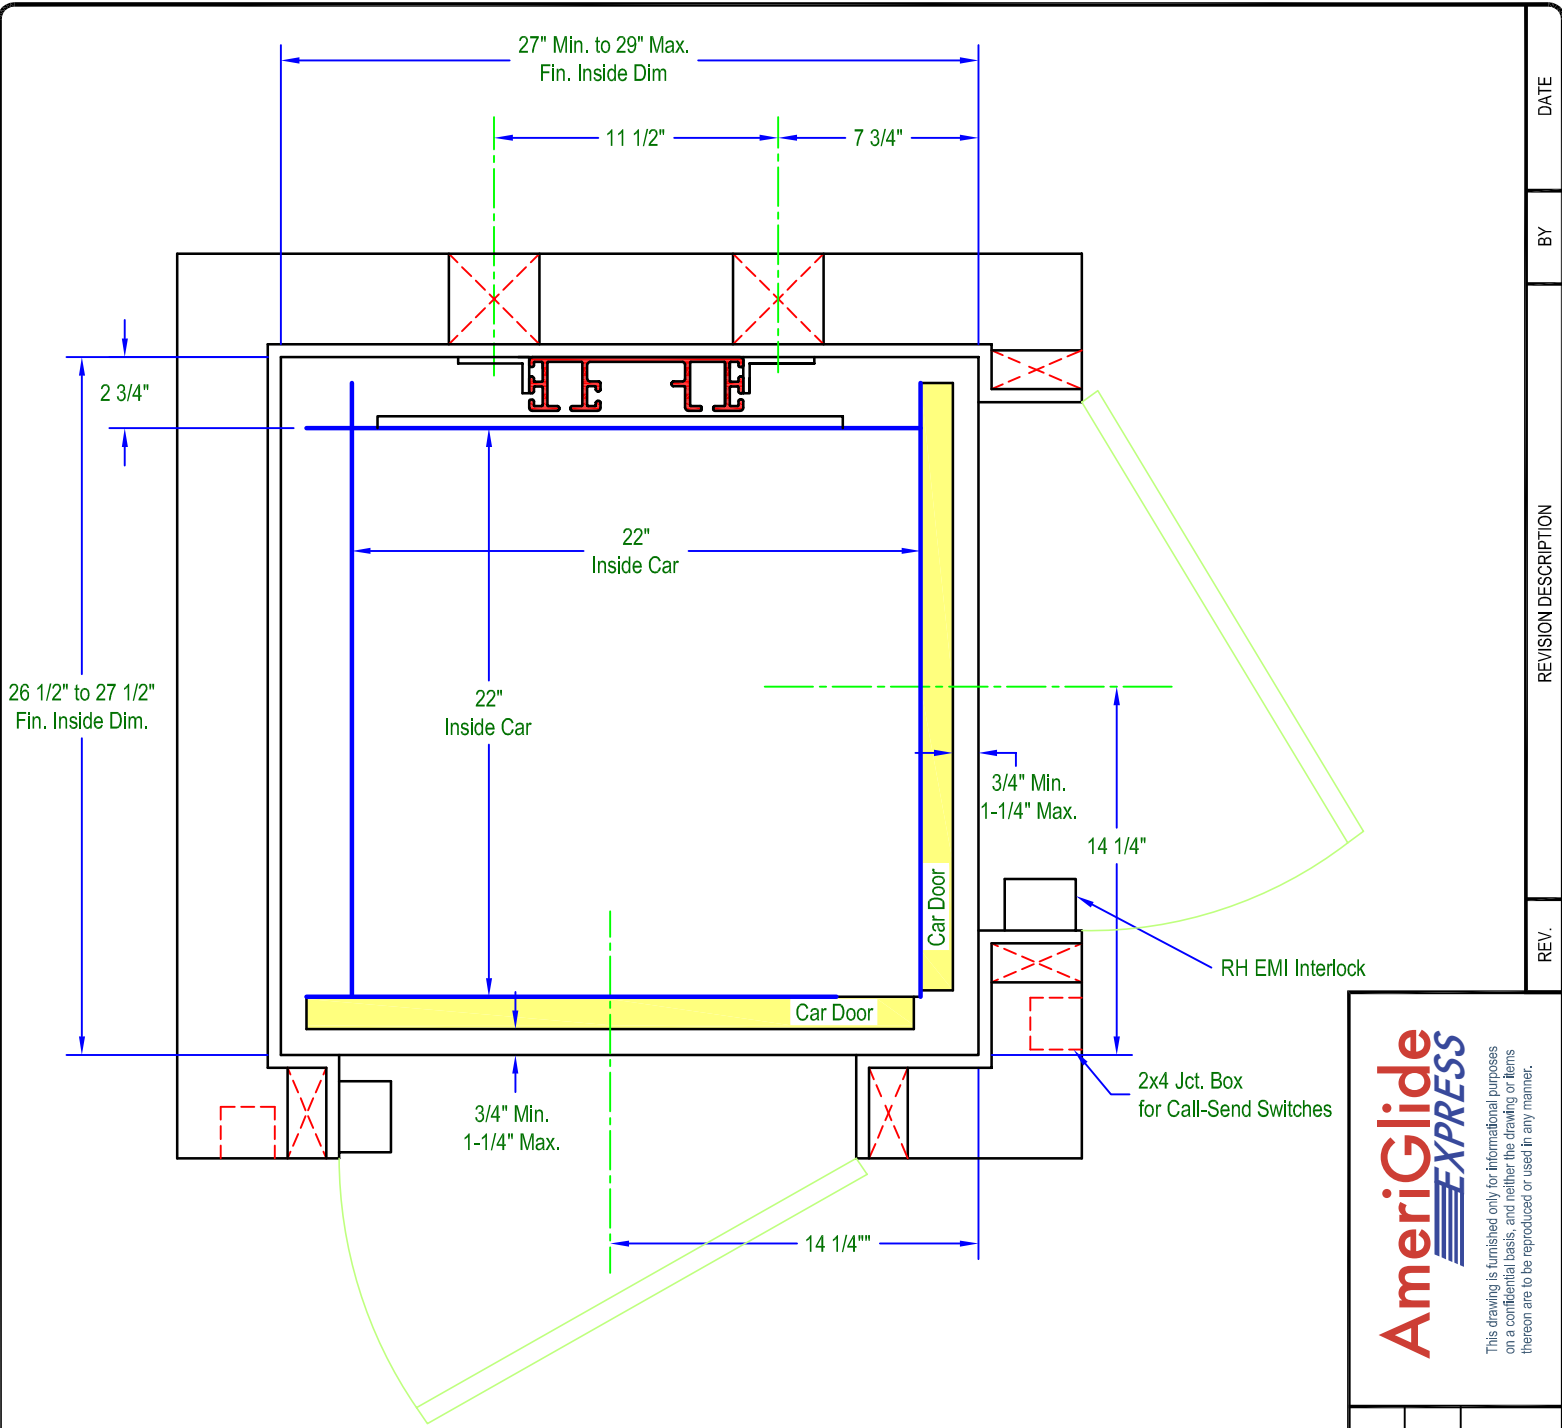 27" Min. to 29" Max.
Fin. Inside Dim
11 1/2"
7 3/4"
2 3/4"
22"
Inside Car
26 1/2" to 27 1/2"
Fin. Inside Dim.
22"
Inside Car
3/4" Min.
1-1/4" Max.
14 1/4"
Car Door
RH EMI Interlock
Car Door
2x4 Jct. Box
for Call-Send Switches
3/4" Min.
1-1/4" Max.
14 1/4""
DATE
BY
REVISION DESCRIPTION
REV.
AmeriGlide
EXPRESS
This drawing is furnished only for informational purposes
on a confidential basis, and neither the drawing or items
thereon are to be reproduced or used in any manner.